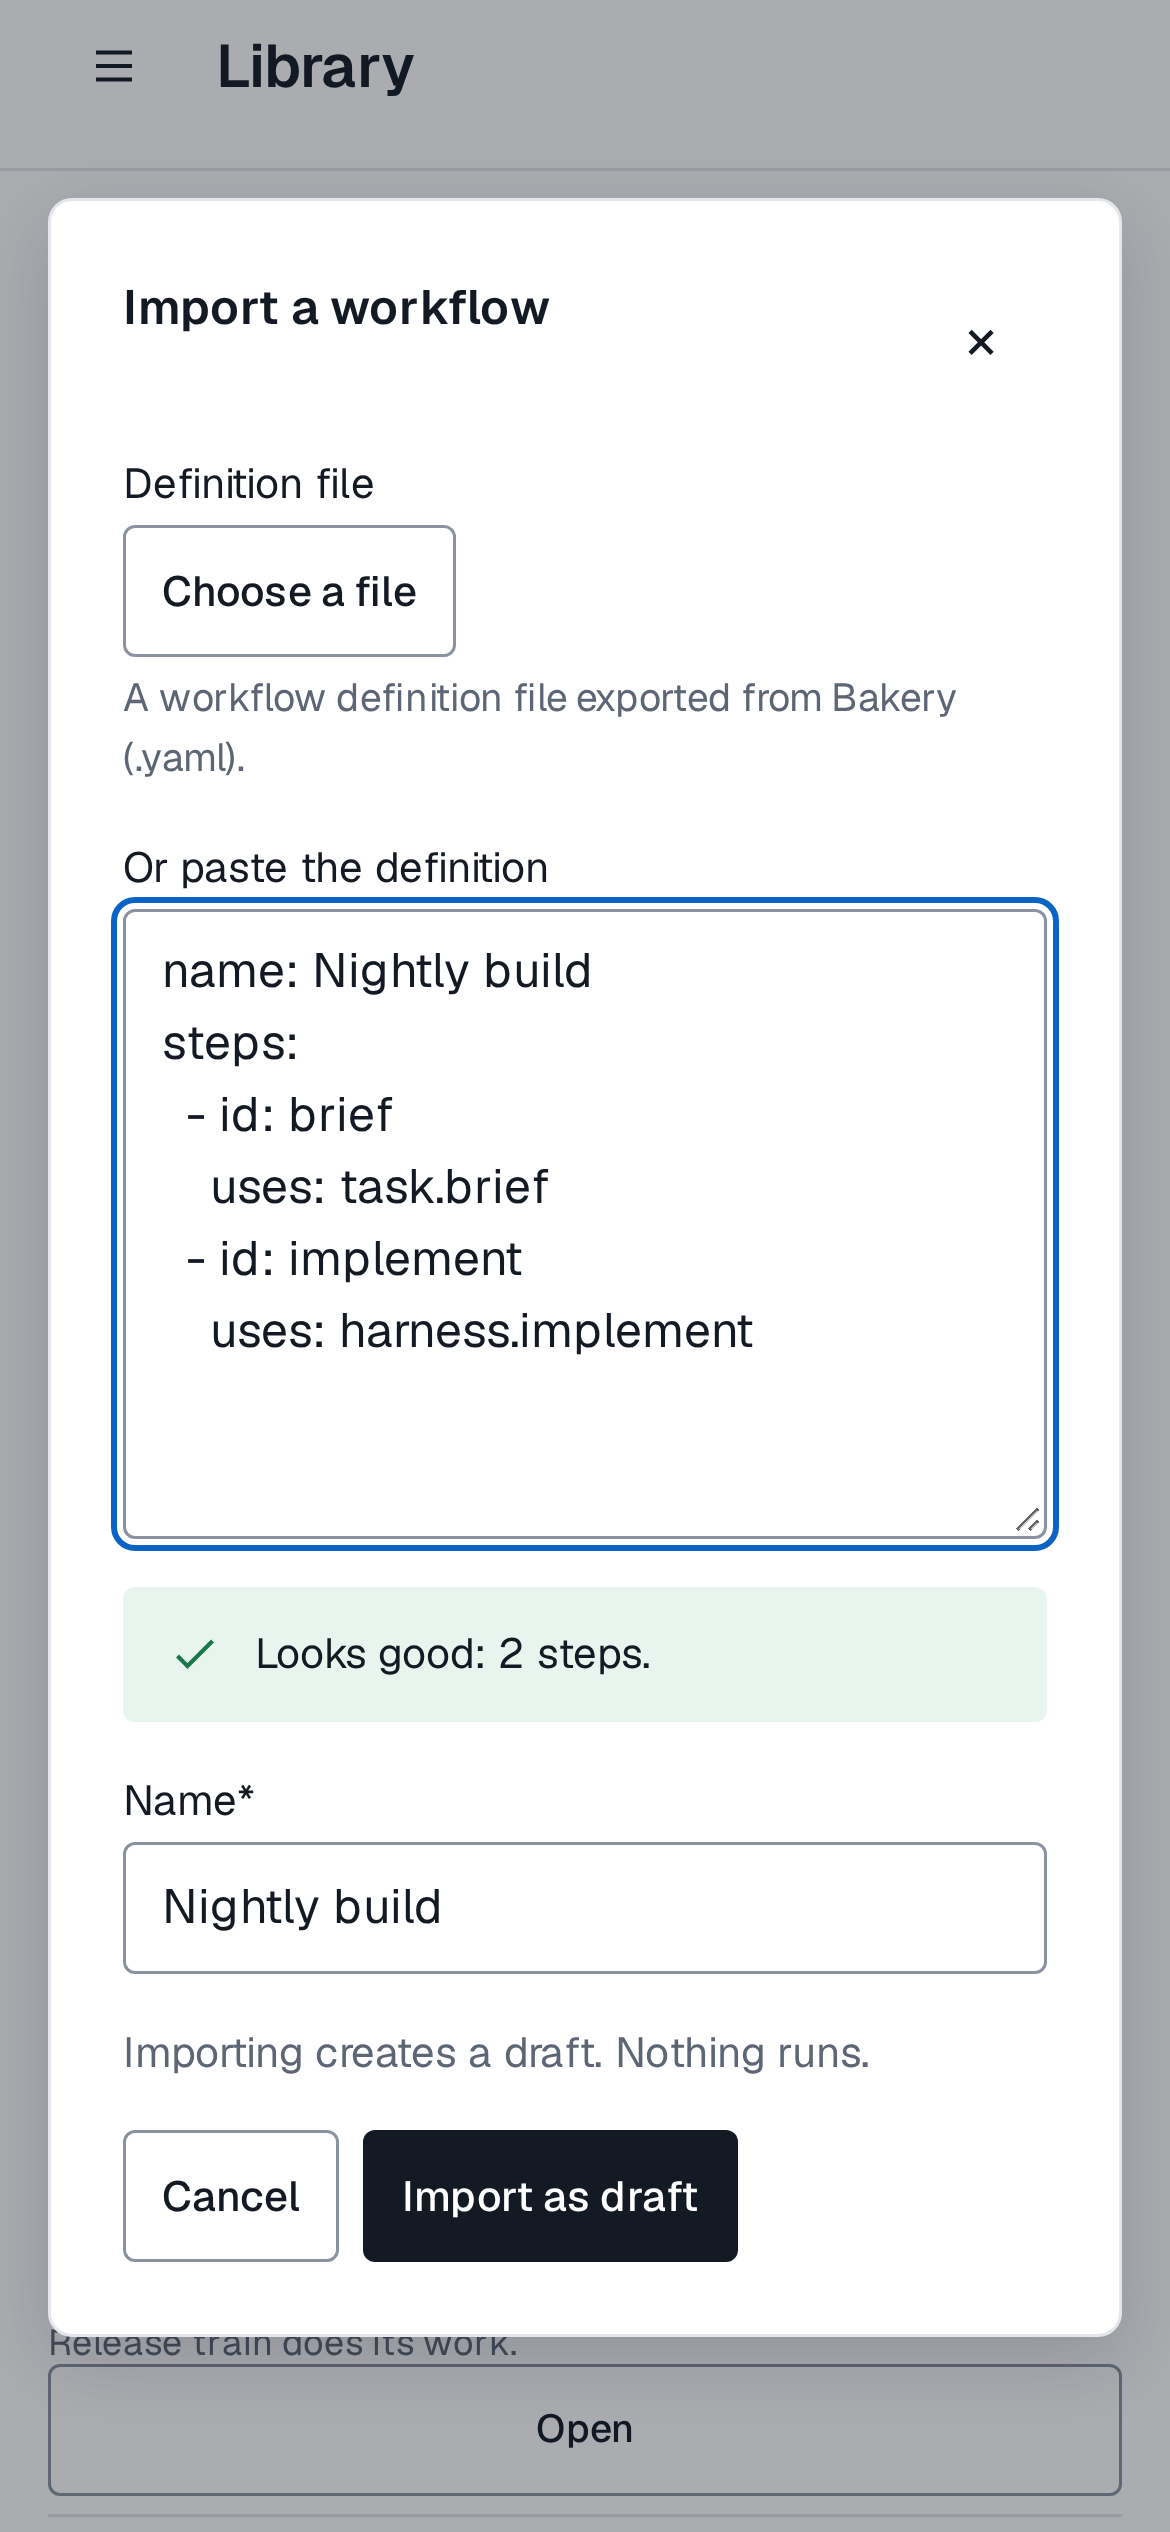 Library
Import a workflow
Definition file
Choose a file
A workflow definition file exported from Bakery
(.yaml).
Or paste the definition
name: Nightly build
steps:
  - id: brief
    uses: task.brief
  - id: implement
    uses: harness.implement
Looks good: 2 steps.
Name*
Nightly build
Importing creates a draft. Nothing runs.
Cancel
Import as draft
Release train does its work.
Open